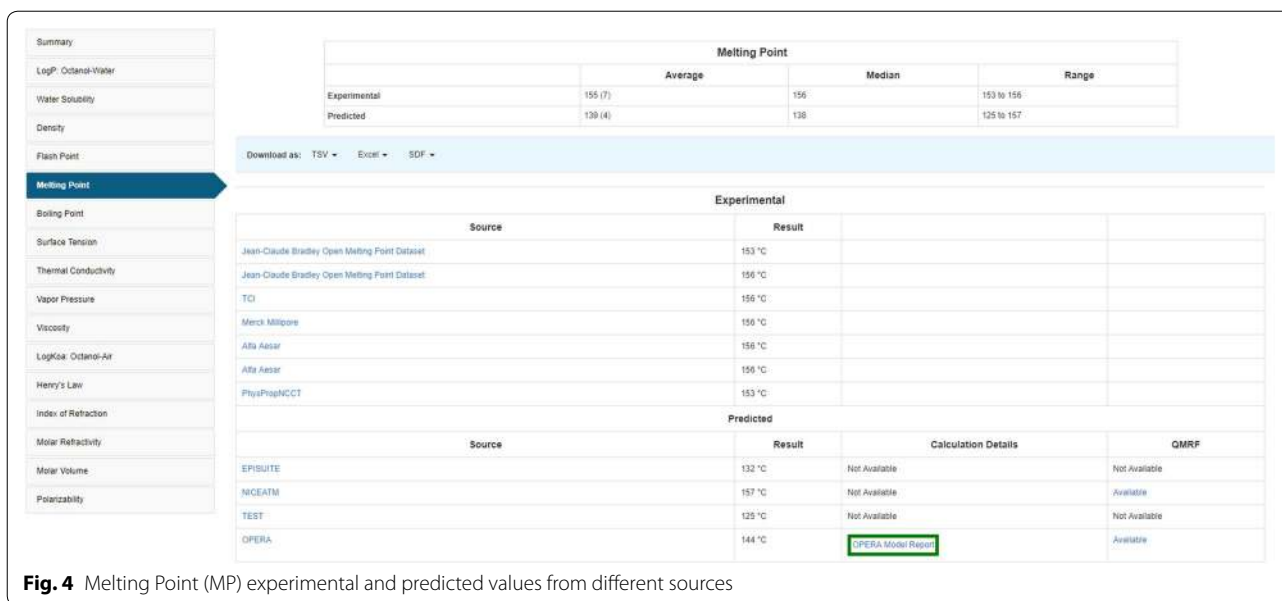 Summary
LogP: Octanol-Water
Water Solubility
Density
Flash Point
Melting Point
Boiling Point
Surface Tension
Thermal Conductivity
Vapor Pressure
Viscosity
LogKoa: Octanol-Air
Henry's Law
Index of Refraction
Molar Refractivity
Molar Volume
Polarizability
Melting Point
Average Median Range
Experimental 155 (7) 156 153 to 156
Predicted 139 (4) 138 125 to 157
Download as: TSV Excel SDF
Experimental
Source Result
Jean-Claude Bradley Open Melting Point Dataset 153 °C
Jean-Claude Bradley Open Melting Point Dataset 156 °C
TCI 156 °C
Merck Millipore 156 °C
Alfa Aesar 156 °C
Alfa Aesar 156 °C
PhysPropNCCT 153 °C
Predicted
Source Result Calculation Details QMRF
EPISUITE 132 °C Not Available Not Available
NICEATM 157 °C Not Available Available
TEST 125 °C Not Available Not Available
OPERA 144 °C OPERA Model Report Available
Fig. 4 Melting Point (MP) experimental and predicted values from different sources